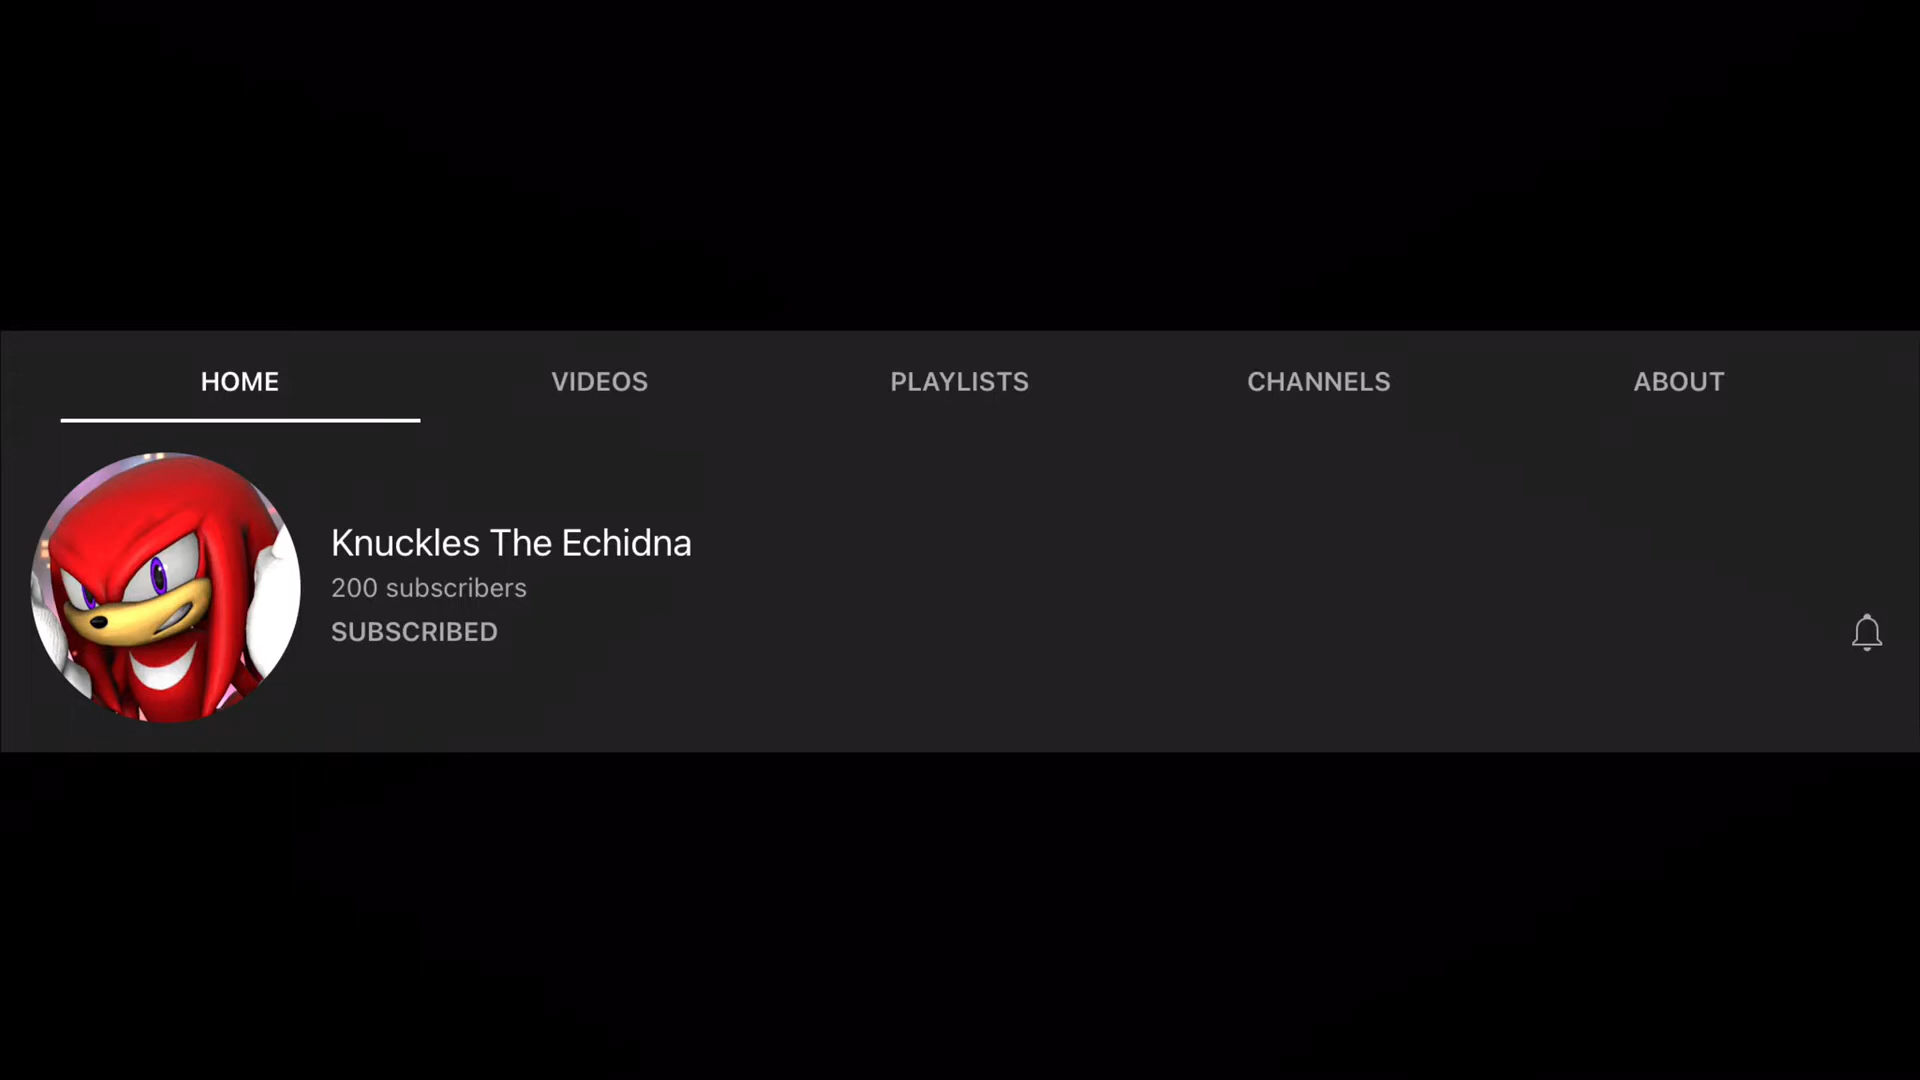 HOME VIDEOS PLAYLISTS CHANNELS ABOUT
Knuckles The Echidna
200 subscribers
SUBSCRIBED